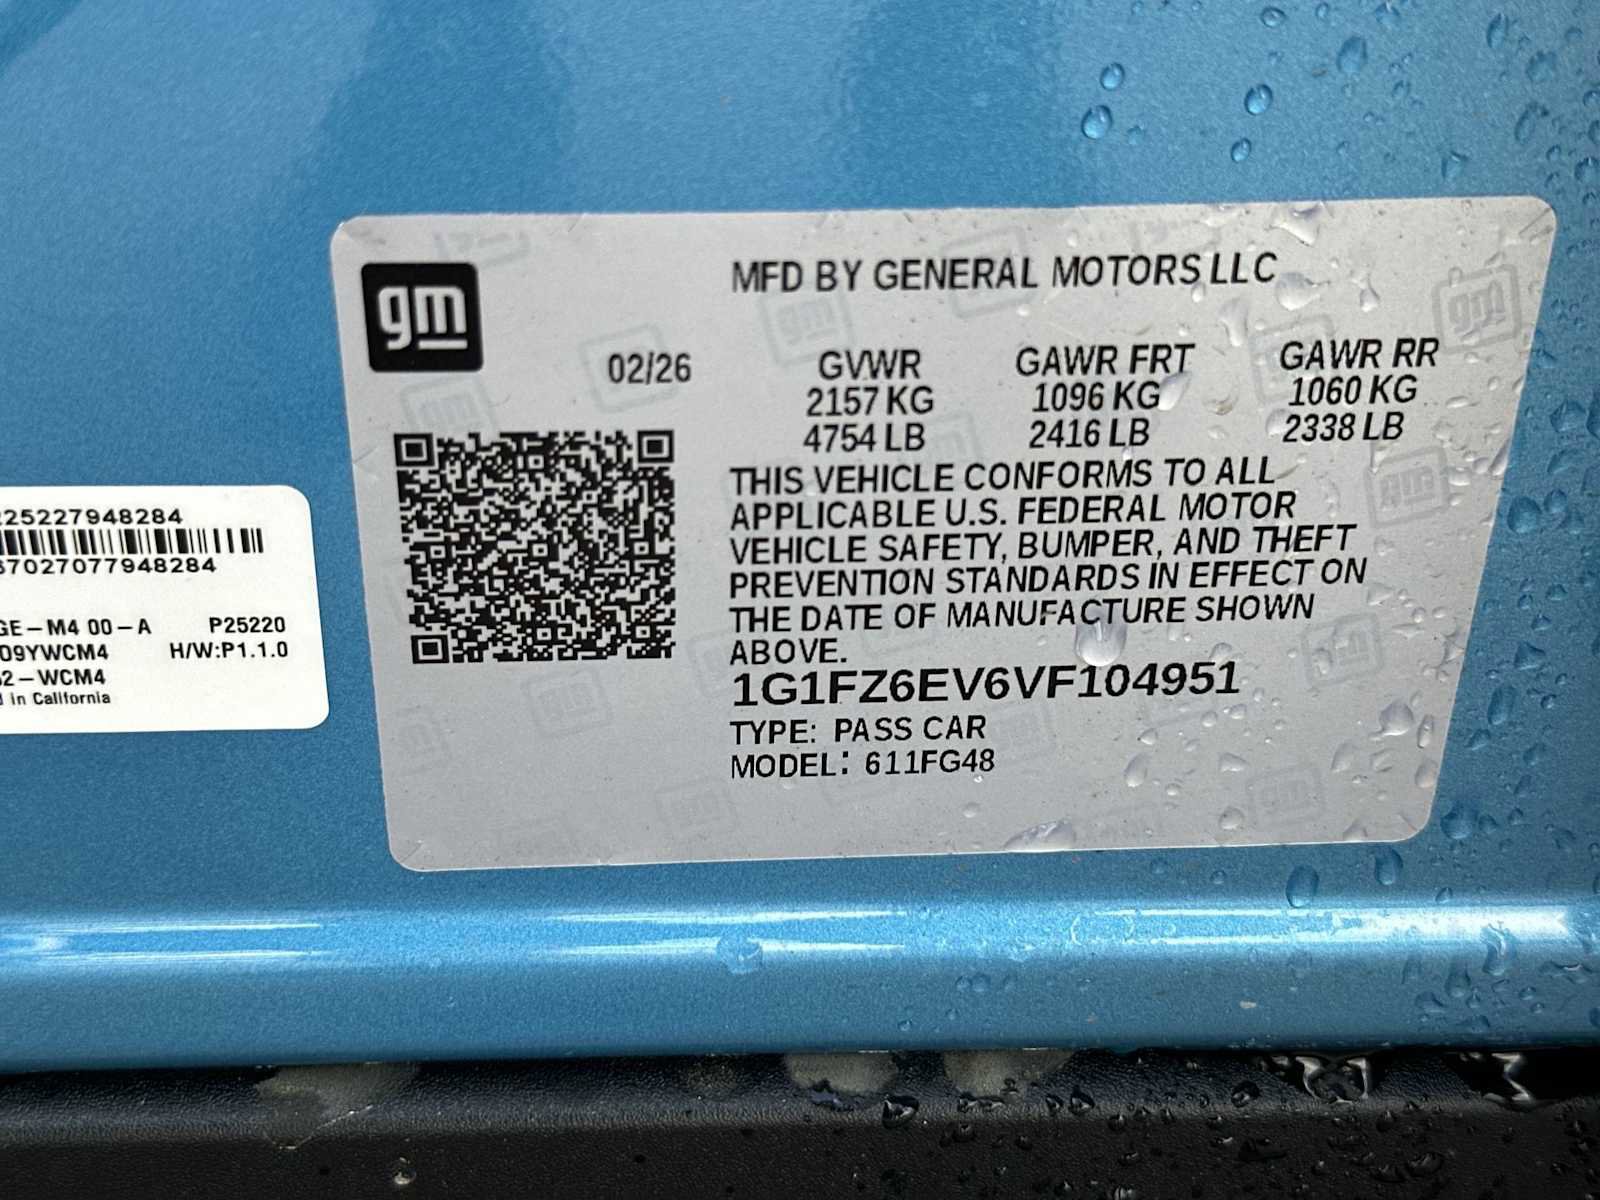 gm
MFD BY GENERAL MOTORS LLC
02/26
GVWR GAWR FRT GAWR RR
2157 KG 1096 KG 1060 KG
4754 LB 2416 LB 2338 LB
THIS VEHICLE CONFORMS TO ALL
APPLICABLE U.S. FEDERAL MOTOR
VEHICLE SAFETY, BUMPER, AND THEFT
PREVENTION STANDARDS IN EFFECT ON
THE DATE OF MANUFACTURE SHOWN
ABOVE.
1G1FZ6EV6VF104951
TYPE: PASS CAR
MODEL: 611FG48
25227948284
7027077948284
GE-M4 00-A P25220
09YWCM4 H/W:P1.1.0
2-WCM4
in California